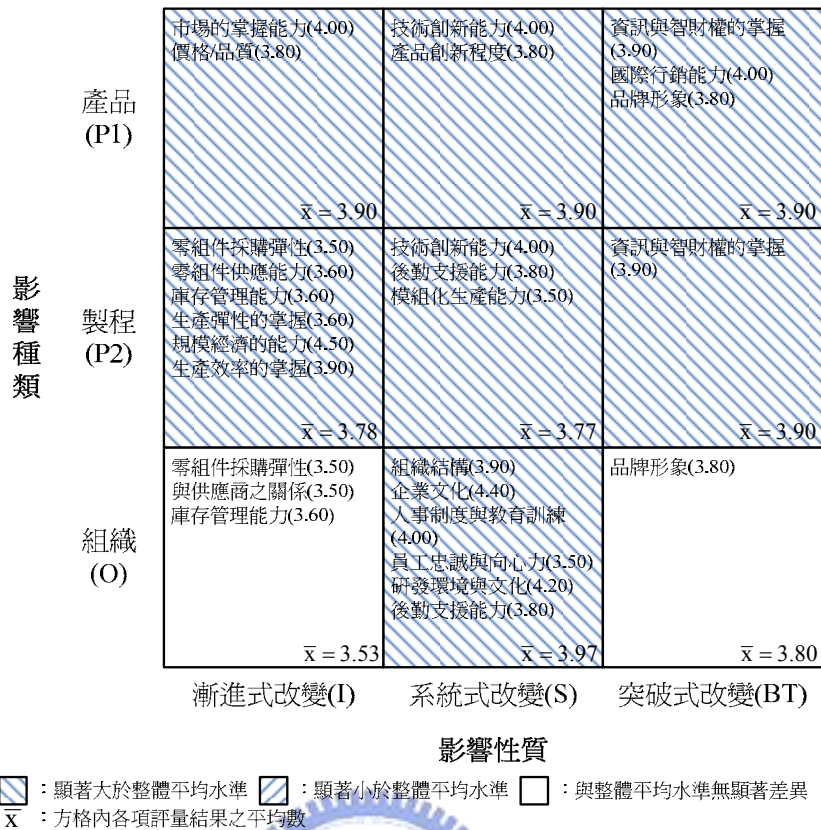 市場的掌握能力(4.00)
價格/品質(3.80)
x̄ = 3.90
技術創新能力(4.00)
產品創新程度(3.80)
x̄ = 3.90
資訊與智財權的掌握
(3.90)
國際行銷能力(4.00)
品牌形象(3.80)
x̄ = 3.90
產品
(P1)
零組件採購彈性(3.50)
零組件供應能力(3.60)
庫存管理能力(3.60)
生產彈性的掌握(3.60)
規模經濟的能力(4.50)
生產效率的掌握(3.90)
x̄ = 3.78
技術創新能力(4.00)
後勤支援能力(3.80)
模組化生產能力(3.50)
x̄ = 3.77
資訊與智財權的掌握
(3.90)
x̄ = 3.90
影響種類
製程
(P2)
零組件採購彈性(3.50)
與供應商之關係(3.50)
庫存管理能力(3.60)
x̄ = 3.53
組織結構(3.90)
企業文化(4.40)
人事制度與教育訓練
(4.00)
員工忠誠與向心力(3.50)
研發環境與文化(4.20)
後勤支援能力(3.80)
x̄ = 3.97
品牌形象(3.80)
x̄ = 3.80
組織
(O)
漸進式改變(I) 系統式改變(S) 突破式改變(BT)
影響性質
：顯著大於整體平均水準 ：顯著小於整體平均水準 ：與整體平均水準無顯著差異
x̄ ：方格內各項評量結果之平均數